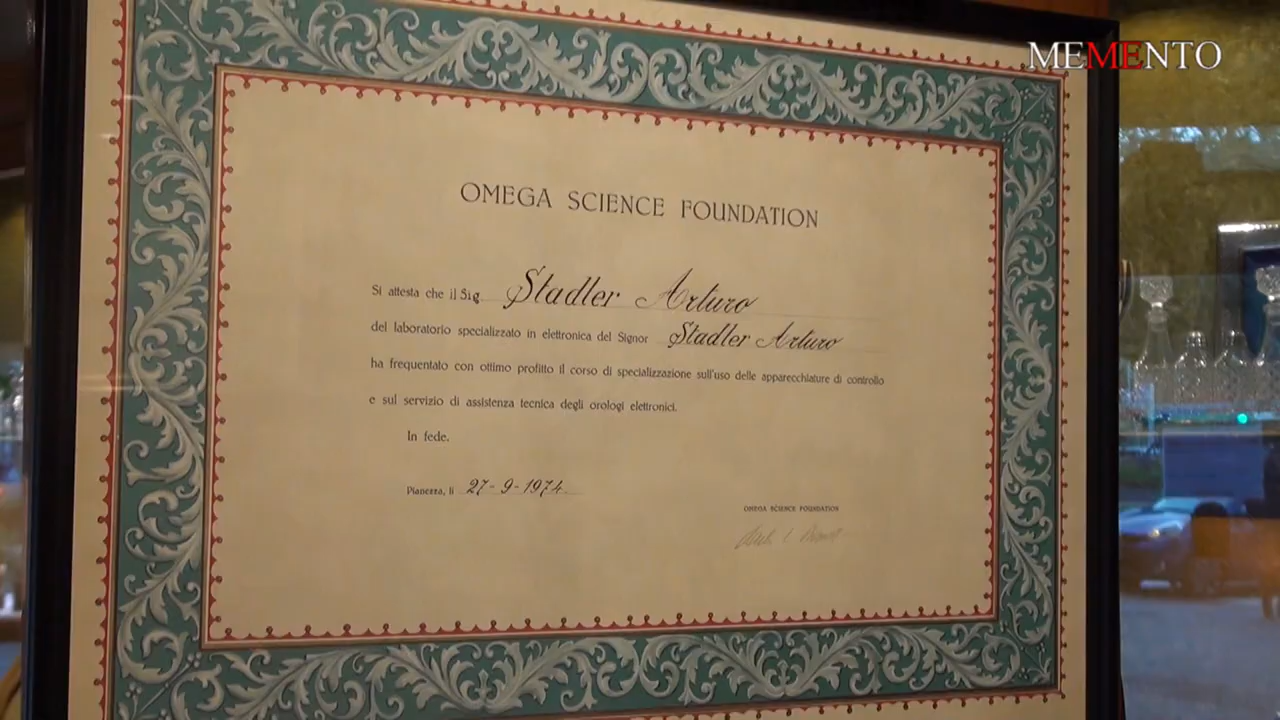 MEMENTO
OMEGA SCIENCE FOUNDATION
Si attesta che il Sig. Stadler Arturo
del laboratorio specializzato in elettronica del Signor Stadler Arturo
ha frequentato con ottimo profitto il corso di specializzazione sull'uso delle apparecchiature di controllo
e sul servizio di assistenza tecnica degli orologi elettronici.
In fede.
Pianezza, li 27-9-1974
OMEGA SCIENCE FOUNDATION